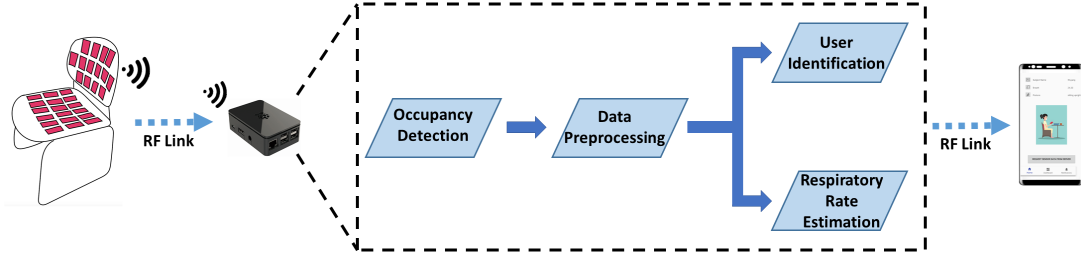 RF Link
Occupancy
Detection
Data
Preprocessing
User
Identification
Respiratory
Rate
Estimation
RF Link